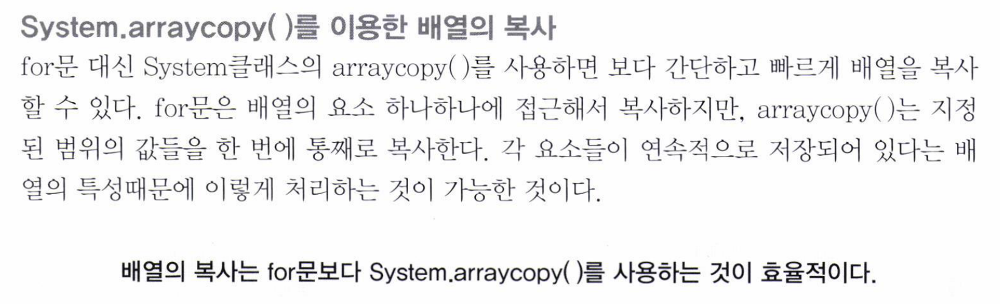 System.arraycopy( )를 이용한 배열의 복사
for문 대신 System클래스의 arraycopy( )를 사용하면 보다 간단하고 빠르게 배열을 복사
할 수 있다. for문은 배열의 요소 하나하나에 접근해서 복사하지만, arraycopy( )는 지정
된 범위의 값들을 한 번에 통째로 복사한다. 각 요소들이 연속적으로 저장되어 있다는 배
열의 특성때문에 이렇게 처리하는 것이 가능한 것이다.
배열의 복사는 for문보다 System.arraycopy( )를 사용하는 것이 효율적이다.